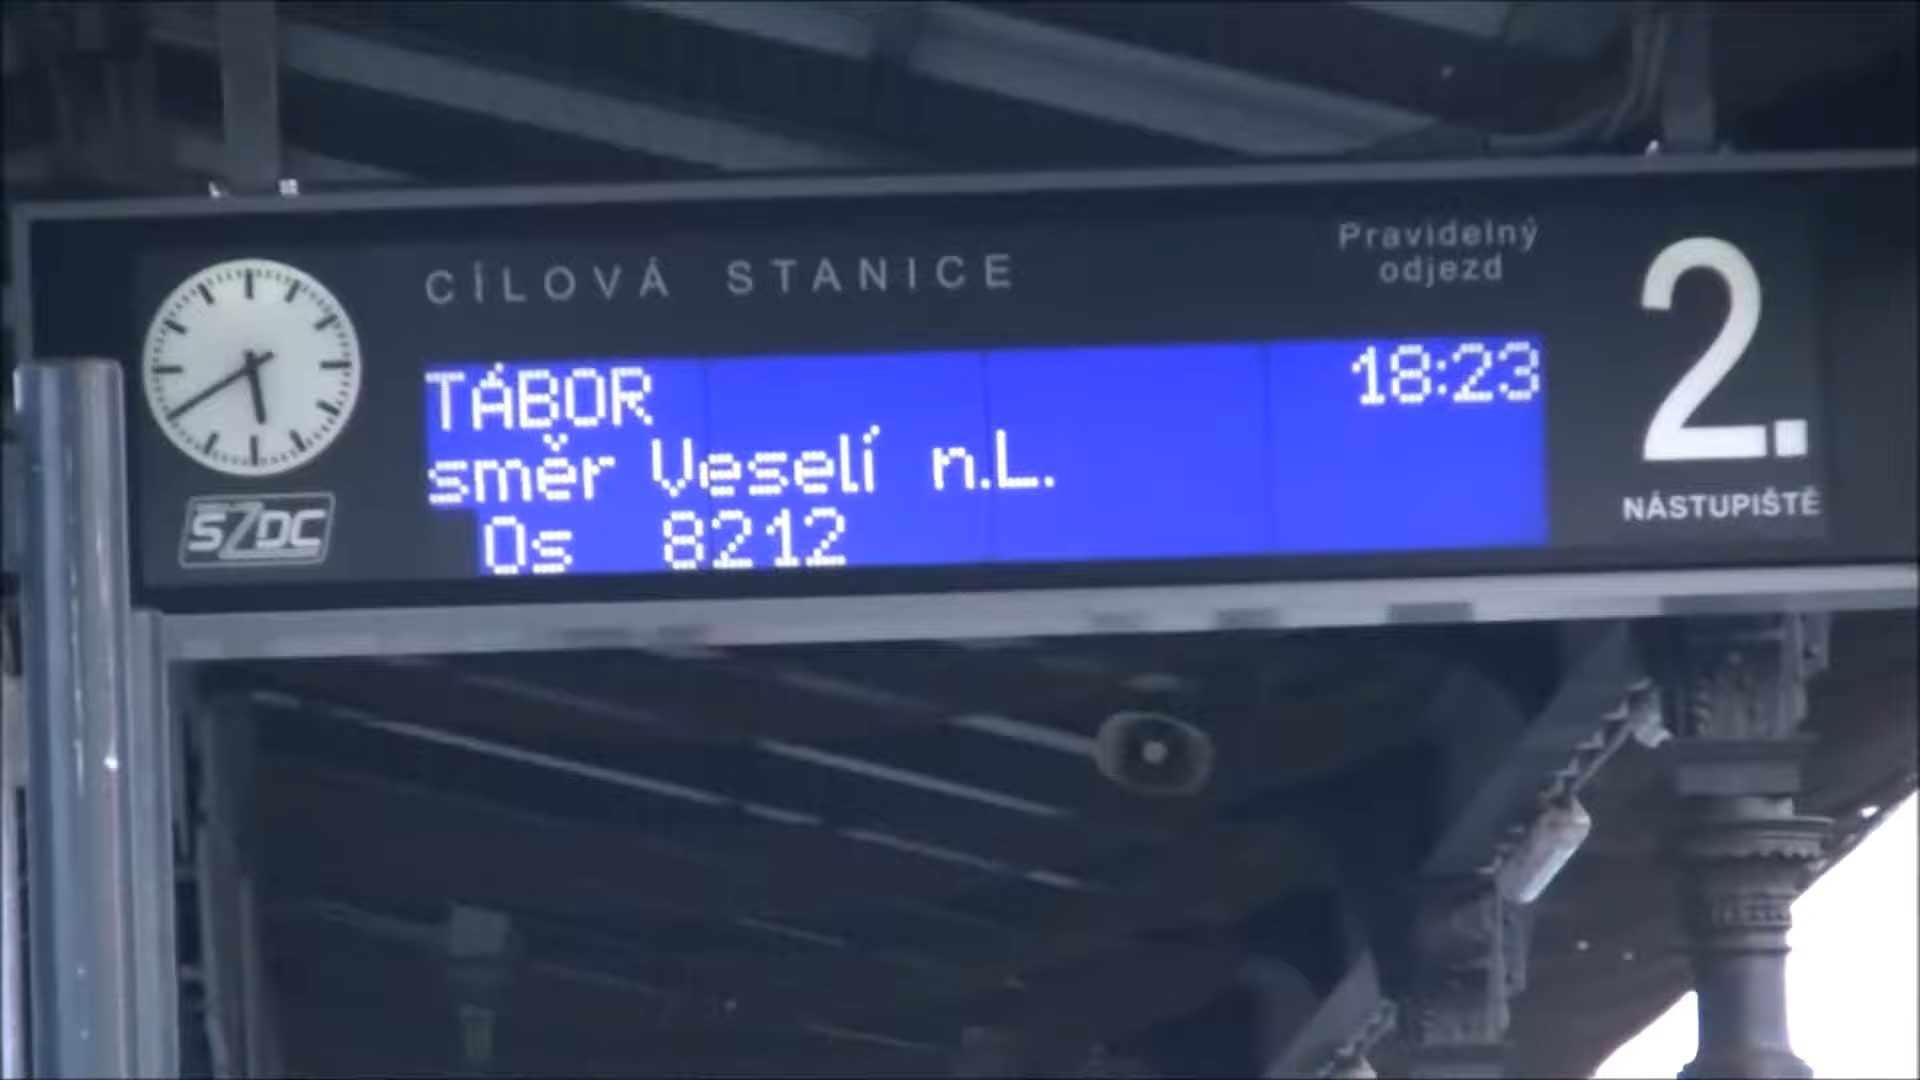 CÍLOVÁ STANICE
Pravidelný
odjezd
2.
NÁSTUPIŠTĚ
TÁBOR 18:23
směr Veselí n.L.
Os 8212
SŽDC